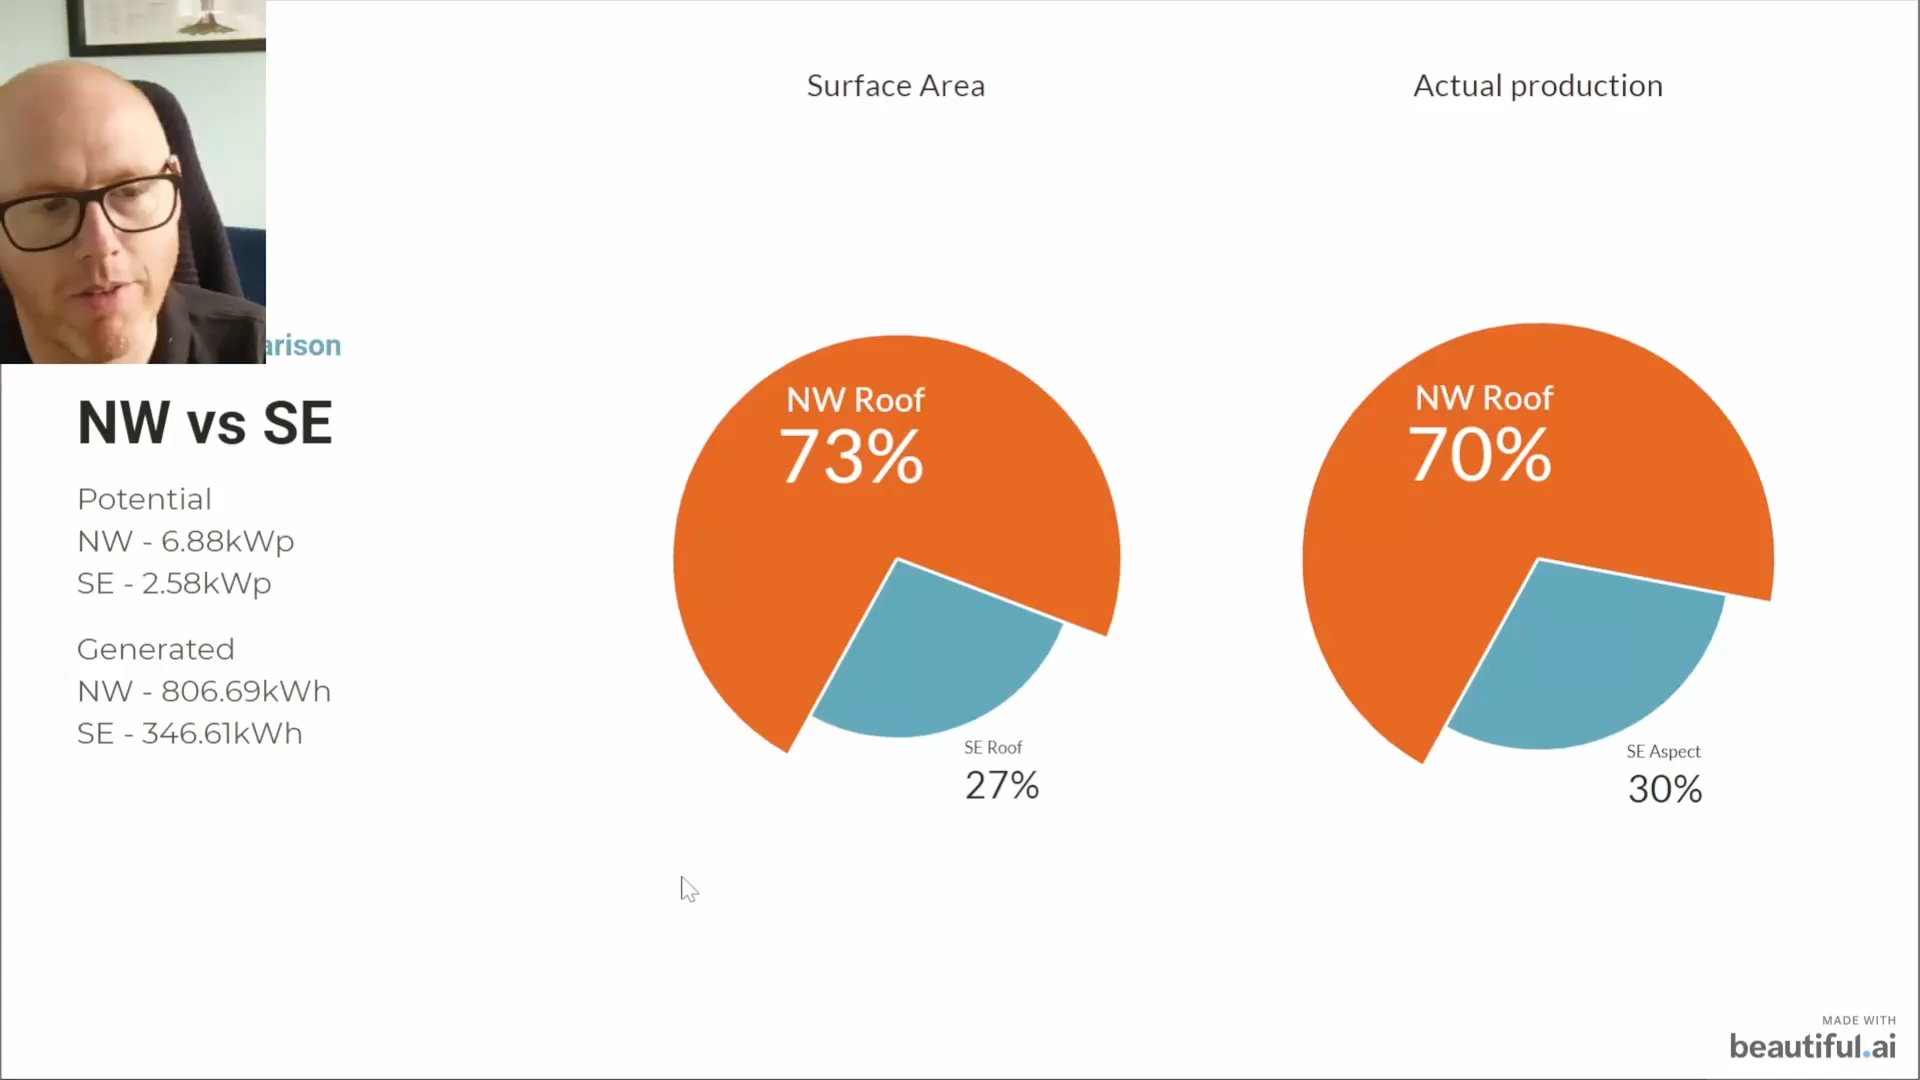 NW vs SE
Potential
NW - 6.88kWp
SE - 2.58kWp
Generated
NW - 806.69kWh
SE - 346.61kWh
Surface Area
NW Roof
73%
SE Roof
27%
Actual production
NW Roof
70%
SE Aspect
30%
MADE WITH
beautiful.ai